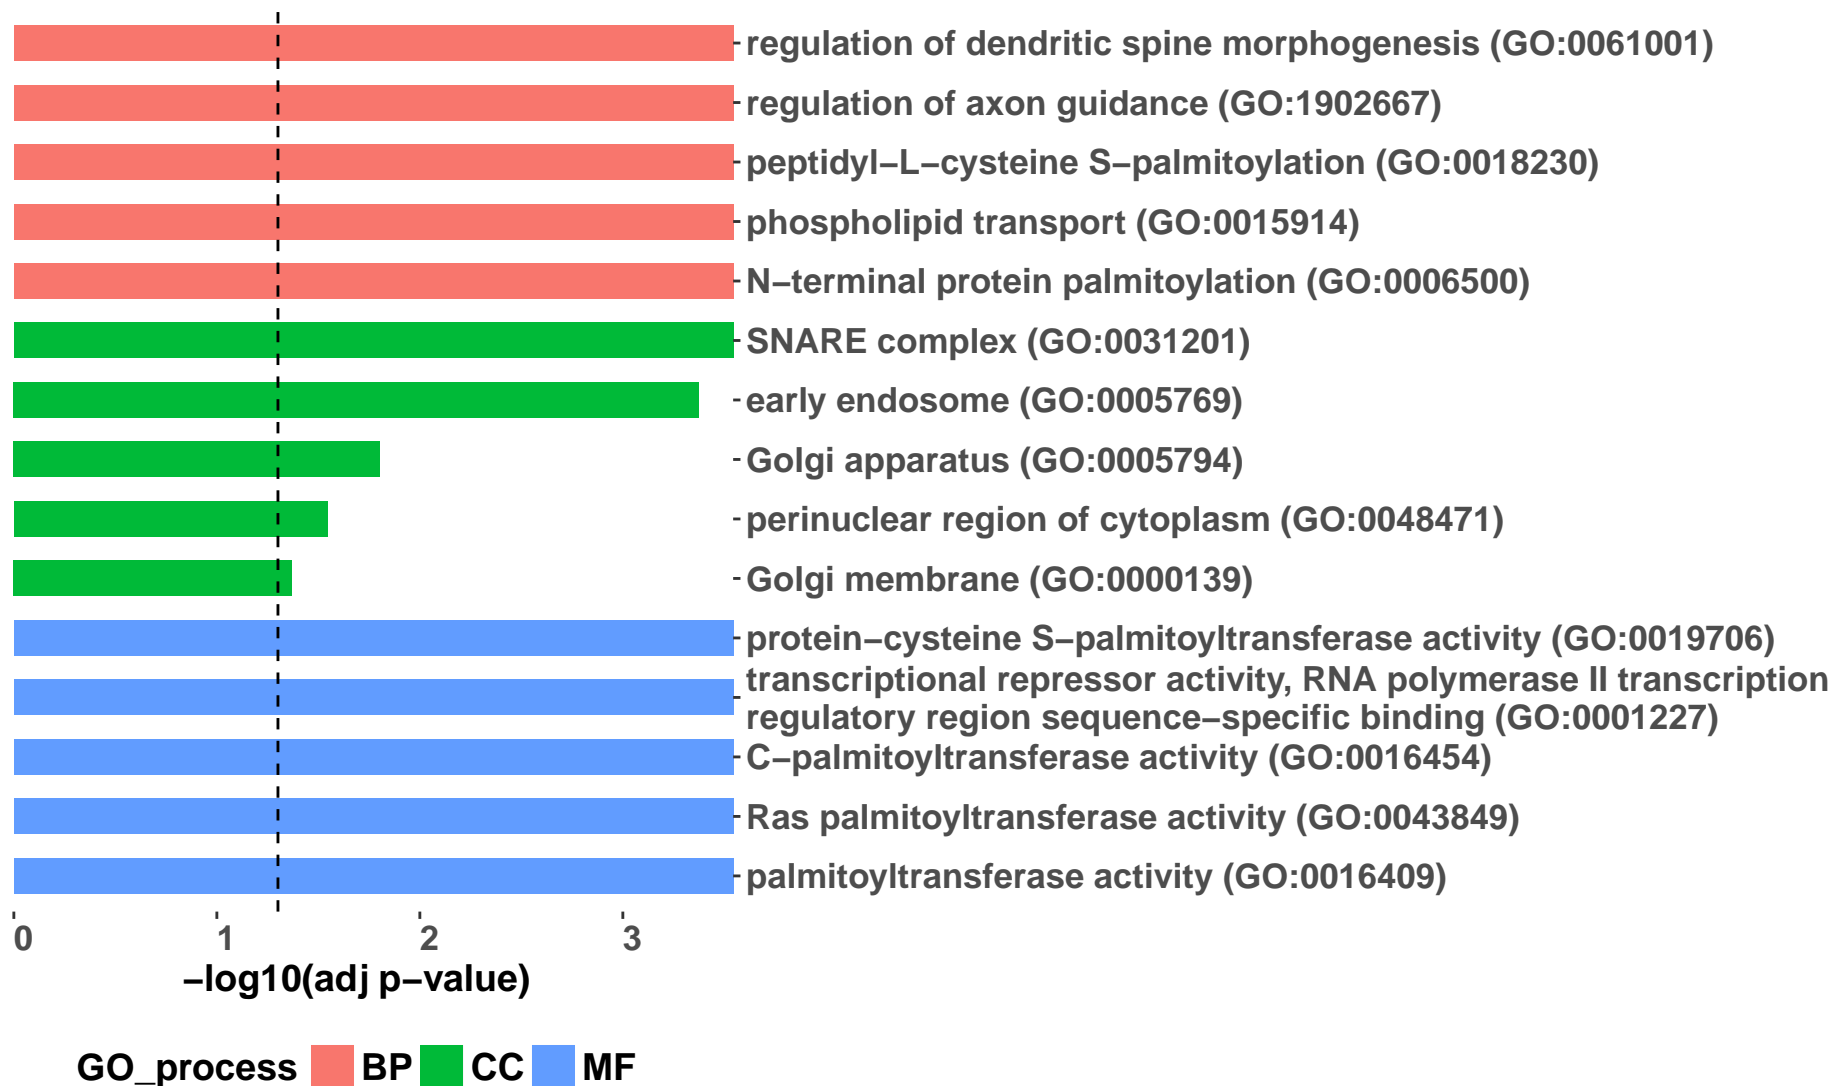 regulation of dendritic spine morphogenesis (GO:0061001)
regulation of axon guidance (GO:1902667)
peptidyl−L−cysteine S−palmitoylation (GO:0018230)
phospholipid transport (GO:0015914)
N−terminal protein palmitoylation (GO:0006500)
SNARE complex (GO:0031201)
early endosome (GO:0005769)
Golgi apparatus (GO:0005794)
perinuclear region of cytoplasm (GO:0048471)
Golgi membrane (GO:0000139)
protein−cysteine S−palmitoyltransferase activity (GO:0019706)
transcriptional repressor activity, RNA polymerase II transcription
regulatory region sequence−specific binding (GO:0001227)
C−palmitoyltransferase activity (GO:0016454)
Ras palmitoyltransferase activity (GO:0043849)
palmitoyltransferase activity (GO:0016409)
0 1 2 3
−log10(adj p−value)
GO_process BP CC MF